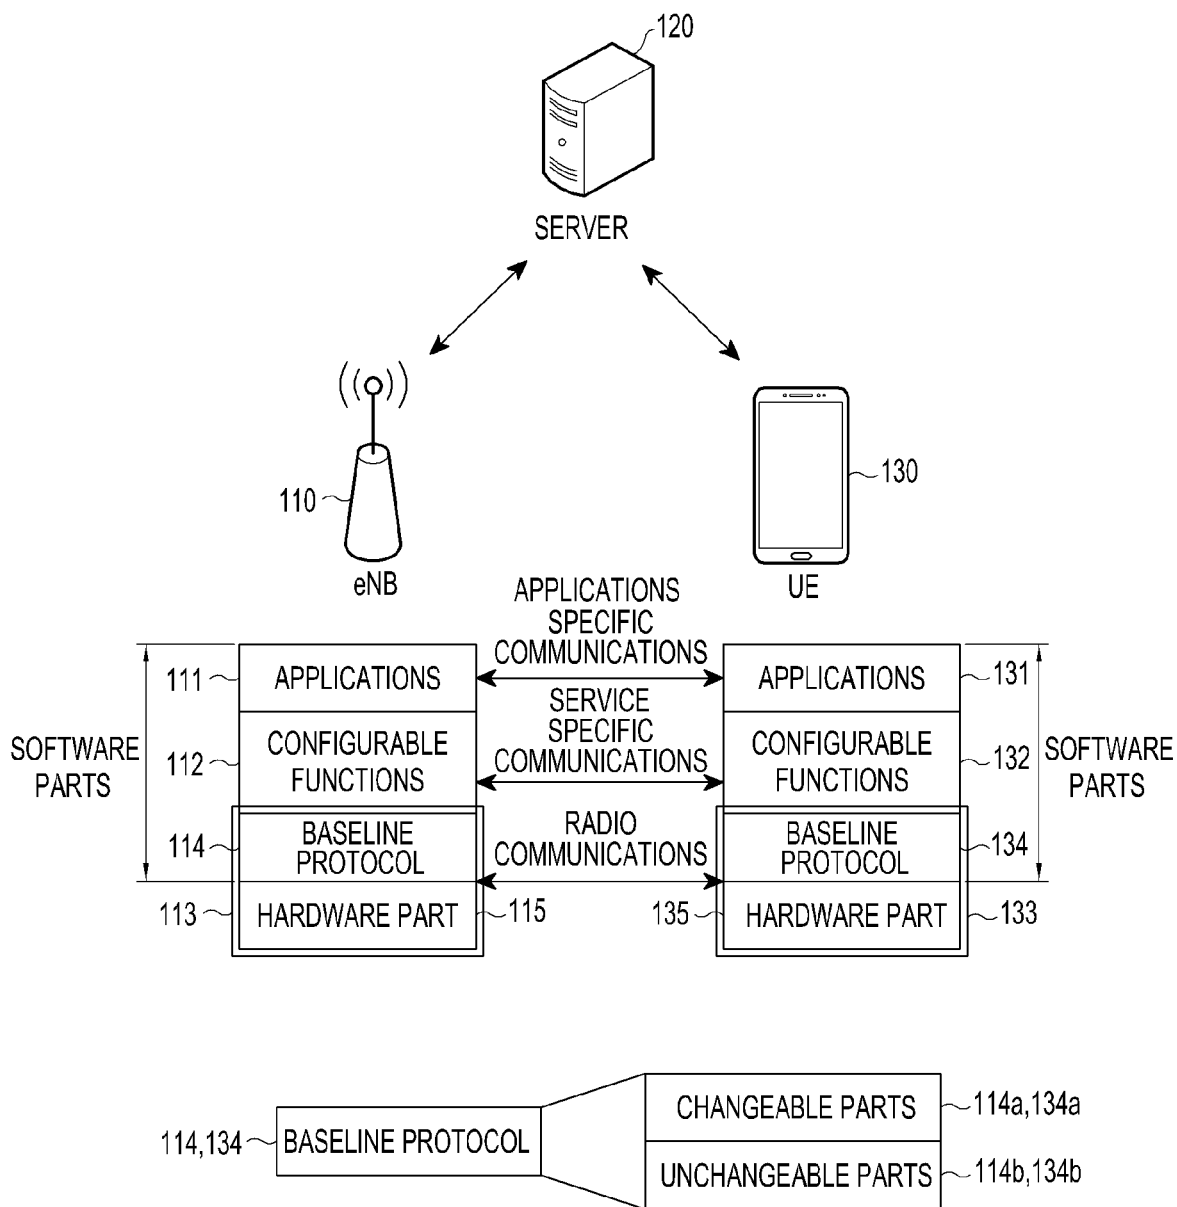 120
SERVER
110
eNB
130
UE
APPLICATIONS
SPECIFIC
COMMUNICATIONS
111
APPLICATIONS
APPLICATIONS
131
SERVICE
SPECIFIC
COMMUNICATIONS
SOFTWARE
PARTS
112
CONFIGURABLE
FUNCTIONS
CONFIGURABLE
FUNCTIONS
132
SOFTWARE
PARTS
114
BASELINE
PROTOCOL
RADIO
COMMUNICATIONS
BASELINE
PROTOCOL
134
113
HARDWARE PART
115
135
HARDWARE PART
133
114,134
BASELINE PROTOCOL
CHANGEABLE PARTS
114a,134a
UNCHANGEABLE PARTS
114b,134b